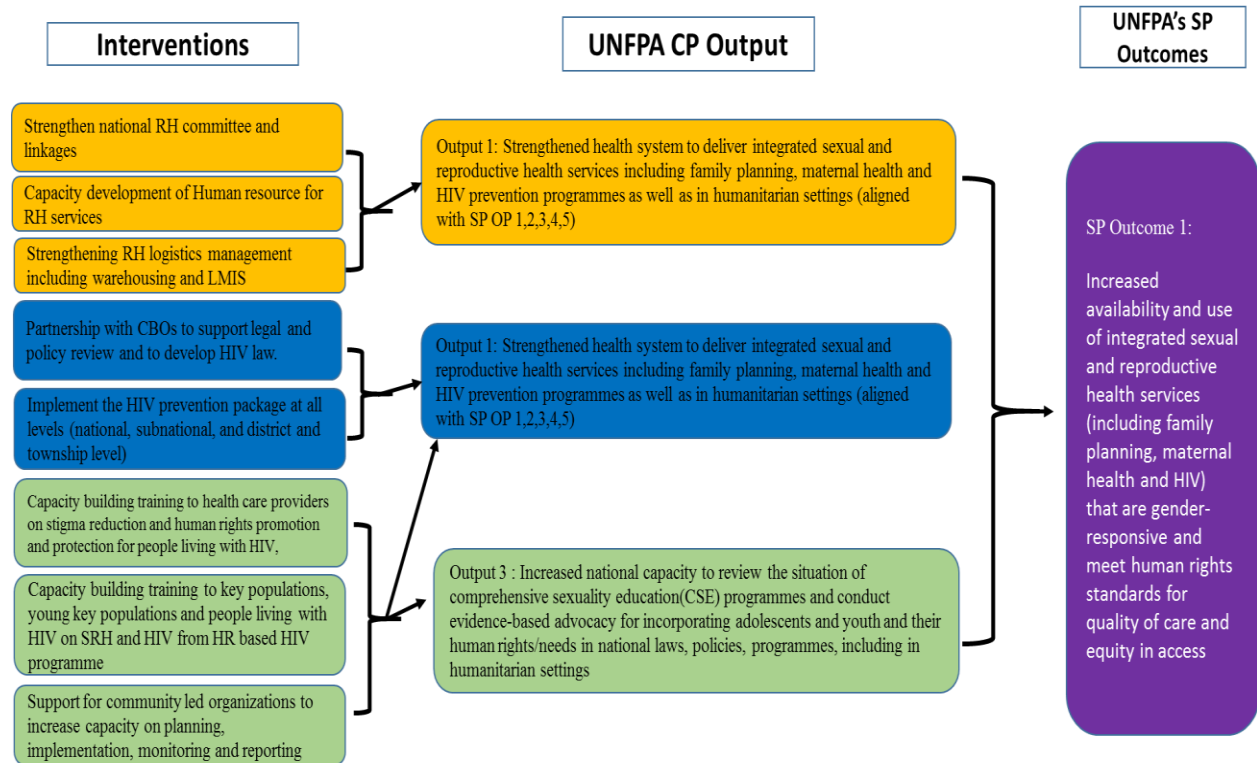 Interventions
UNFPA CP Output
UNFPA's SP
Outcomes
Strengthen national RH committee and
linkages
Capacity development of Human resource for
RH services
Strengthening RH logistics management
including warehousing and LMIS
Partnership with CBOs to support legal and
policy review and to develop HIV law.
Implement the HIV prevention package at all
levels (national, subnational, and district and
township level)
Capacity building training to health care providers
on stigma reduction and human rights promotion
and protection for people living with HIV,
Capacity building training to key populations,
young key populations and people living with
HIV on SRH and HIV from HR based HIV
programme
Support for community led organizations to
increase capacity on planning,
implementation, monitoring and reporting
Output 1: Strengthened health system to deliver integrated sexual and
reproductive health services including family planning, maternal health and
HIV prevention programmes as well as in humanitarian settings (aligned
with SP OP 1,2,3,4,5)
Output 1: Strengthened health system to deliver integrated sexual and
reproductive health services including family planning, maternal health and
HIV prevention programmes as well as in humanitarian settings (aligned
with SP OP 1,2,3,4,5)
Output 3 : Increased national capacity to review the situation of
comprehensive sexuality education(CSE) programmes and conduct
evidence-based advocacy for incorporating adolescents and youth and their
human rights/needs in national laws, policies, programmes, including in
humanitarian settings
SP Outcome 1:
Increased
availability and use
of integrated sexual
and reproductive
health services
(including family
planning, maternal
health and HIV)
that are gender-
responsive and
meet human rights
standards for
quality of care and
equity in access